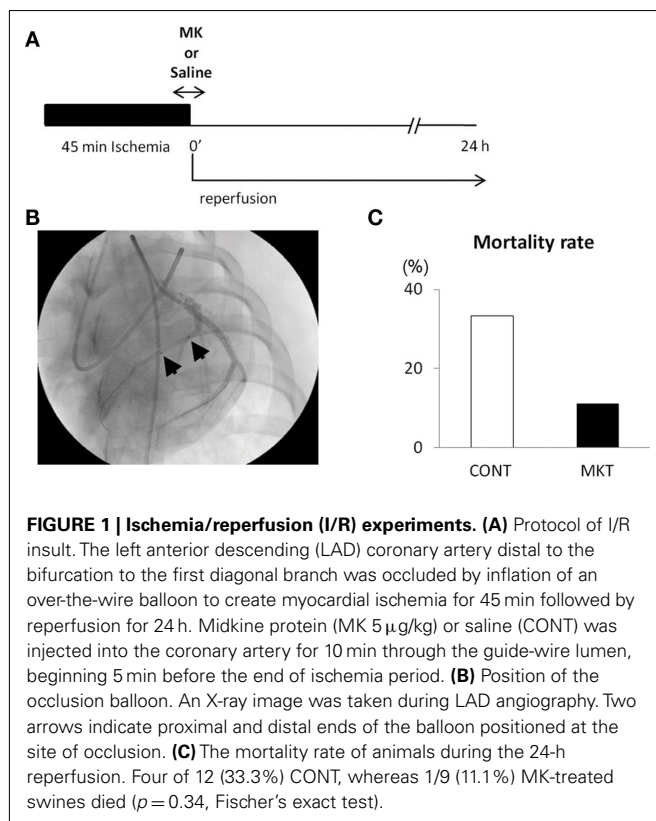 A
MK
or
Saline
45 min Ischemia
0'
24 h
reperfusion
B
C
Mortality rate
(%)
40
20
0
CONT
MKT
FIGURE 1 | Ischemia/reperfusion (I/R) experiments. (A) Protocol of I/R
insult. The left anterior descending (LAD) coronary artery distal to the
bifurcation to the first diagonal branch was occluded by inflation of an
over-the-wire balloon to create myocardial ischemia for 45 min followed by
reperfusion for 24 h. Midkine protein (MK 5 μg/kg) or saline (CONT) was
injected into the coronary artery for 10 min through the guide-wire lumen,
beginning 5 min before the end of ischemia period. (B) Position of the
occlusion balloon. An X-ray image was taken during LAD angiography. Two
arrows indicate proximal and distal ends of the balloon positioned at the
site of occlusion. (C) The mortality rate of animals during the 24-h
reperfusion. Four of 12 (33.3%) CONT, whereas 1/9 (11.1%) MK-treated
swines died (p = 0.34, Fischer's exact test).